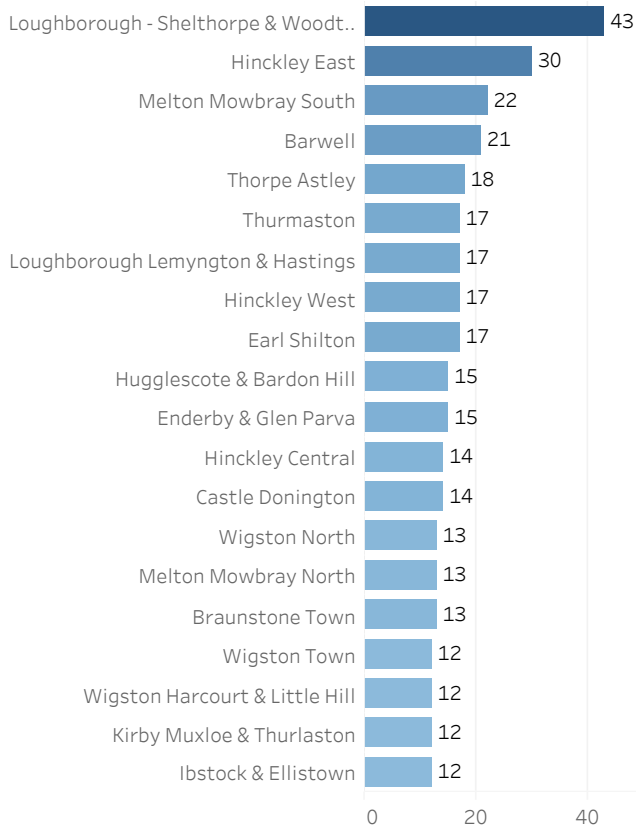 Loughborough - Shelthorpe & Woodt.. 43
Hinckley East 30
Melton Mowbray South 22
Barwell 21
Thorpe Astley 18
Thurmaston 17
Loughborough Lemyngton & Hastings 17
Hinckley West 17
Earl Shilton 17
Hugglescote & Bardon Hill 15
Enderby & Glen Parva 15
Hinckley Central 14
Castle Donington 14
Wigston North 13
Melton Mowbray North 13
Braunstone Town 13
Wigston Town 12
Wigston Harcourt & Little Hill 12
Kirby Muxloe & Thurlaston 12
Ibstock & Ellistown 12
0 20 40